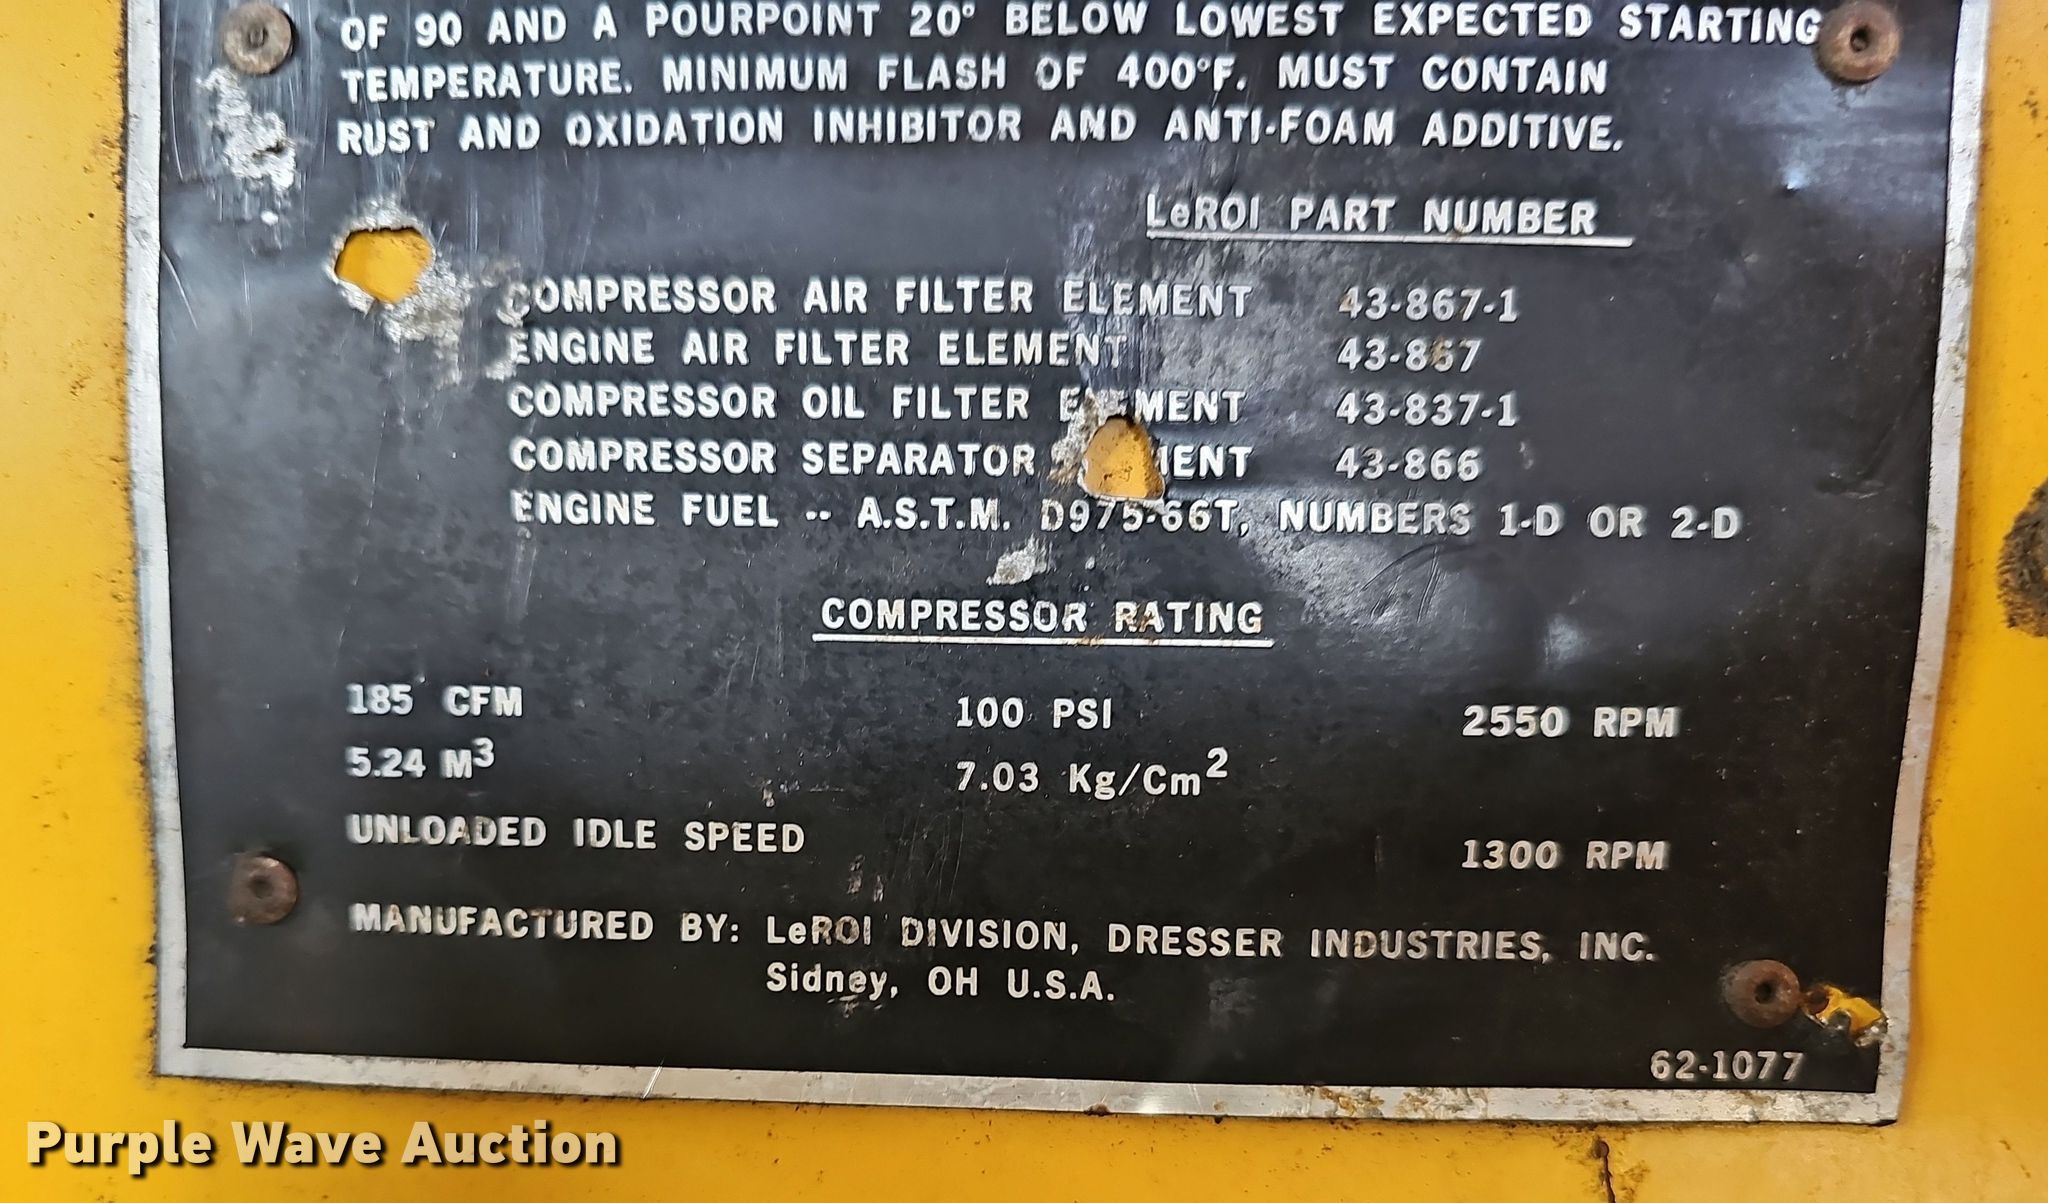 OF 90 AND A POURPOINT 20° BELOW LOWEST EXPECTED STARTING
TEMPERATURE. MINIMUM FLASH OF 400°F. MUST CONTAIN
RUST AND OXIDATION INHIBITOR AND ANTI-FOAM ADDITIVE.
LeROI PART NUMBER
COMPRESSOR AIR FILTER ELEMENT 43-867-1
ENGINE AIR FILTER ELEMENT 43-867
COMPRESSOR OIL FILTER ELEMENT 43-837-1
COMPRESSOR SEPARATOR 43-866
ENGINE FUEL -- A.S.T.M. D975-66T, NUMBERS 1-D OR 2-D
COMPRESSOR RATING
185 CFM 100 PSI 2550 RPM
5.24 M³ 7.03 Kg/Cm²
UNLOADED IDLE SPEED 1300 RPM
MANUFACTURED BY: LeROI DIVISION, DRESSER INDUSTRIES, INC.
Sidney, OH U.S.A.
62-1077
Purple Wave Auction